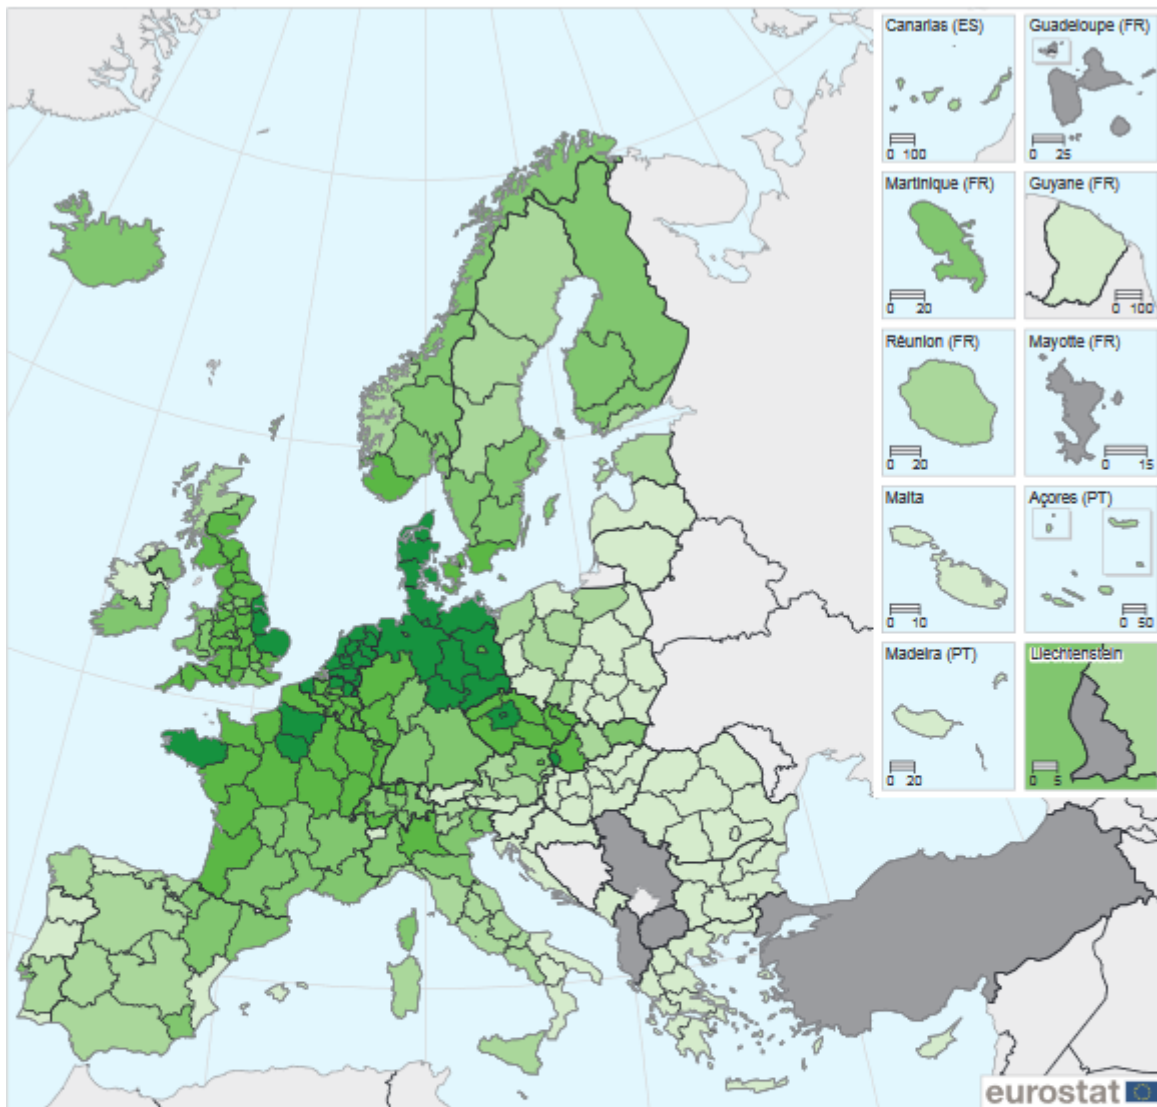 Canarias (ES)
0 100
Guadeloupe (FR)
0 25
Martinique (FR)
0 20
Guyane (FR)
0 100
Réunion (FR)
0 20
Mayotte (FR)
0 15
Malta
0 10
Açores (PT)
0 50
Madeira (PT)
0 20
Liechtenstein
0 5
eurostat